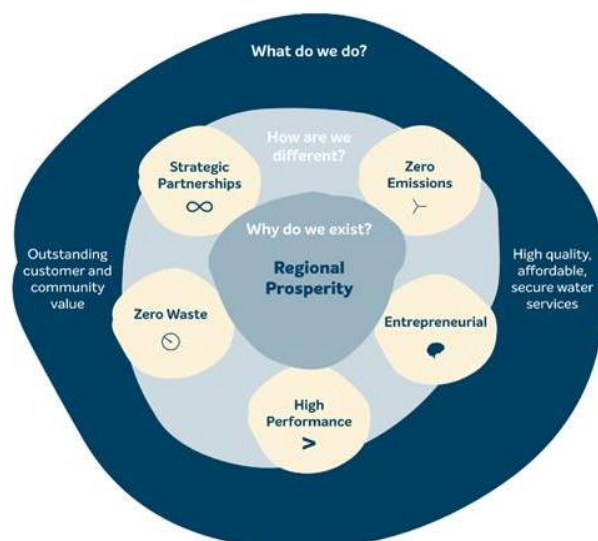 What do we do?
How are we
different?
Strategic
Partnerships
Zero
Emissions
Why do we exist?
Regional
Prosperity
Outstanding
customer and
community
value
High quality,
affordable,
secure water
services
Zero Waste
Entrepreneurial
High
Performance